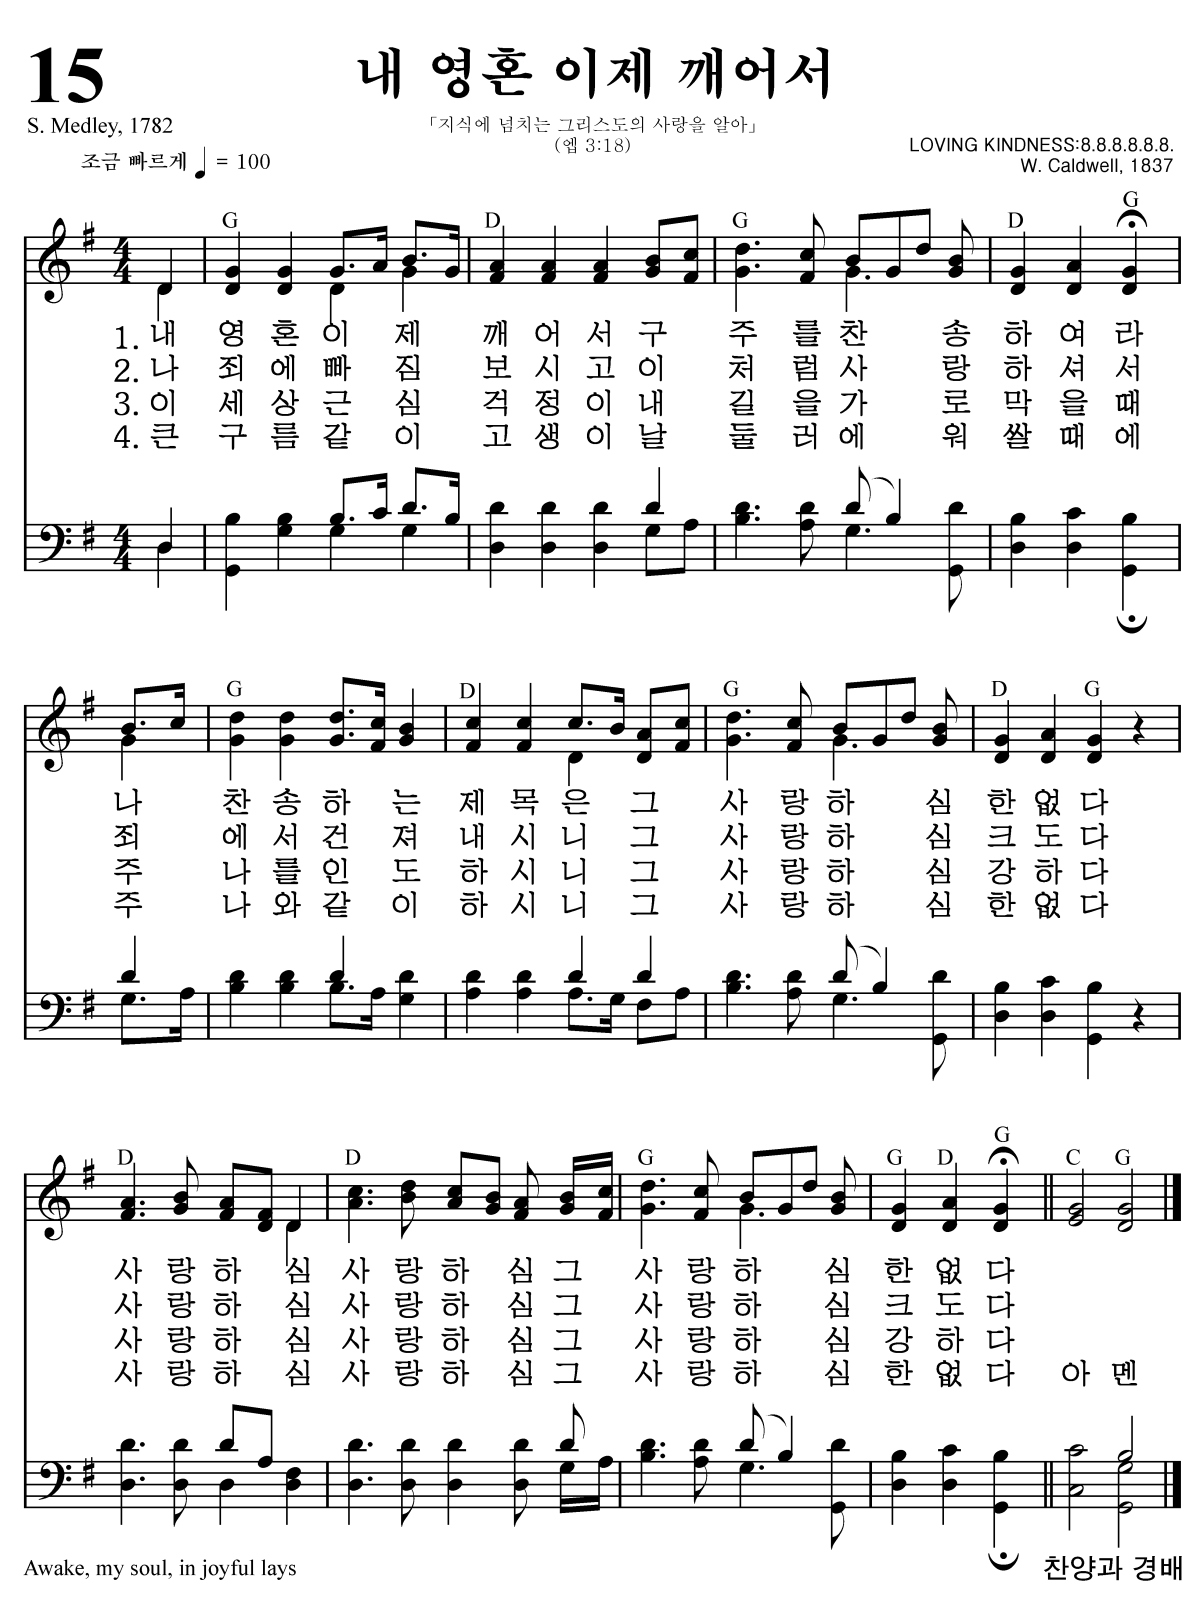 15
내 영혼 이제 깨어서
S. Medley, 1782
「지식에 넘치는 그리스도의 사랑을 알아」
(엡 3:18)
조금 빠르게 ♩ = 100
LOVING KINDNESS:8.8.8.8.8.8.
W. Caldwell, 1837
G D G D G
1. 내 영 혼 이 제 깨 어 서 구 주 를 찬 송 하 여 라
2. 나 죄 에 빠 짐 보 시 고 이 처 럼 사 랑 하 셔 서
3. 이 세 상 근 심 걱 정 이 내 길 을 가 로 막 을 때
4. 큰 구 름 같 이 고 생 이 날 둘 러 에 워 쌀 때 에
G D G D G
나 찬 송 하 는 제 목 은 그 사 랑 하 심 한 없 다
죄 에 서 건 져 내 시 니 그 사 랑 하 심 크 도 다
주 나 를 인 도 하 시 니 그 사 랑 하 심 강 하 다
주 나 와 같 이 하 시 니 그 사 랑 하 심 한 없 다
D D G G D G C G
사 랑 하 심 사 랑 하 심 그 사 랑 하 심 한 없 다
사 랑 하 심 사 랑 하 심 그 사 랑 하 심 크 도 다
사 랑 하 심 사 랑 하 심 그 사 랑 하 심 강 하 다
사 랑 하 심 사 랑 하 심 그 사 랑 하 심 한 없 다 아 멘
Awake, my soul, in joyful lays
찬양과 경배